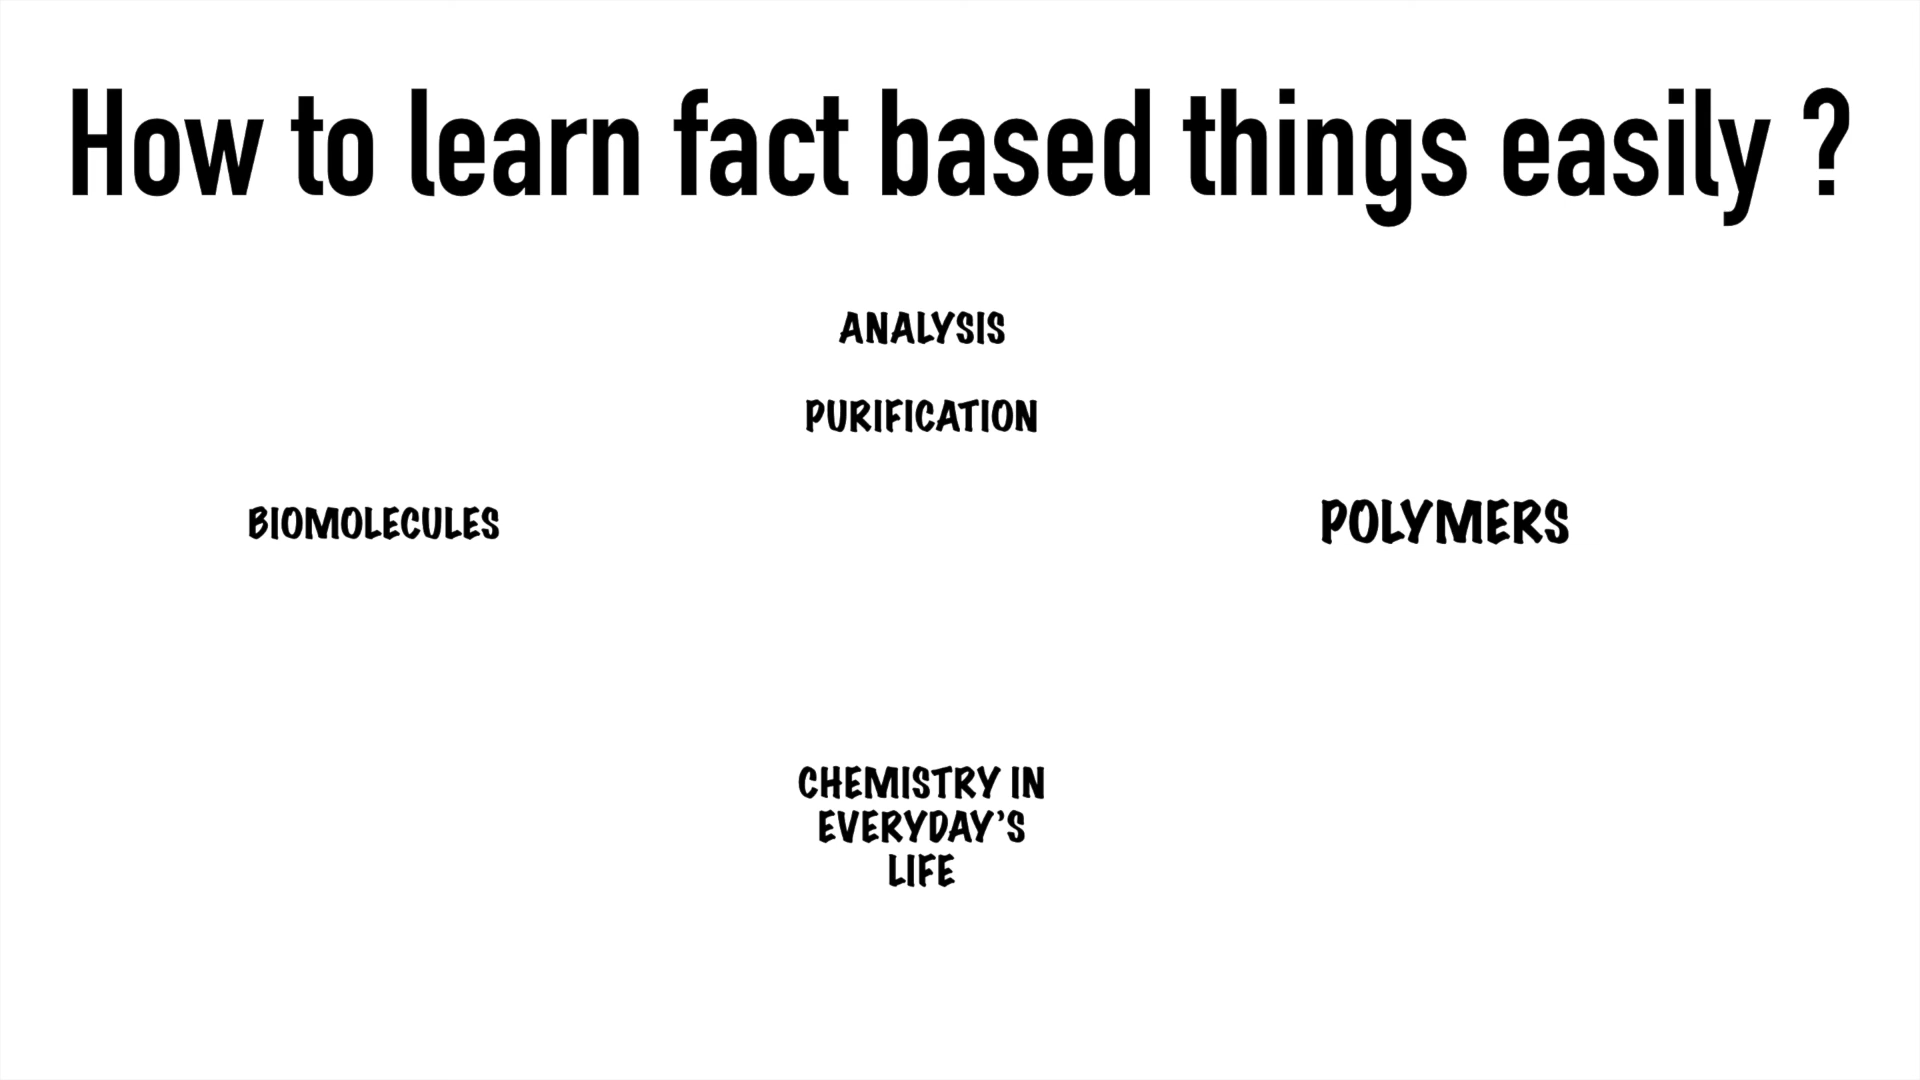 How to learn fact based things easily ?
ANALYSIS
PURIFICATION
BIOMOLECULES
POLYMERS
CHEMISTRY IN
EVERYDAY’S
LIFE